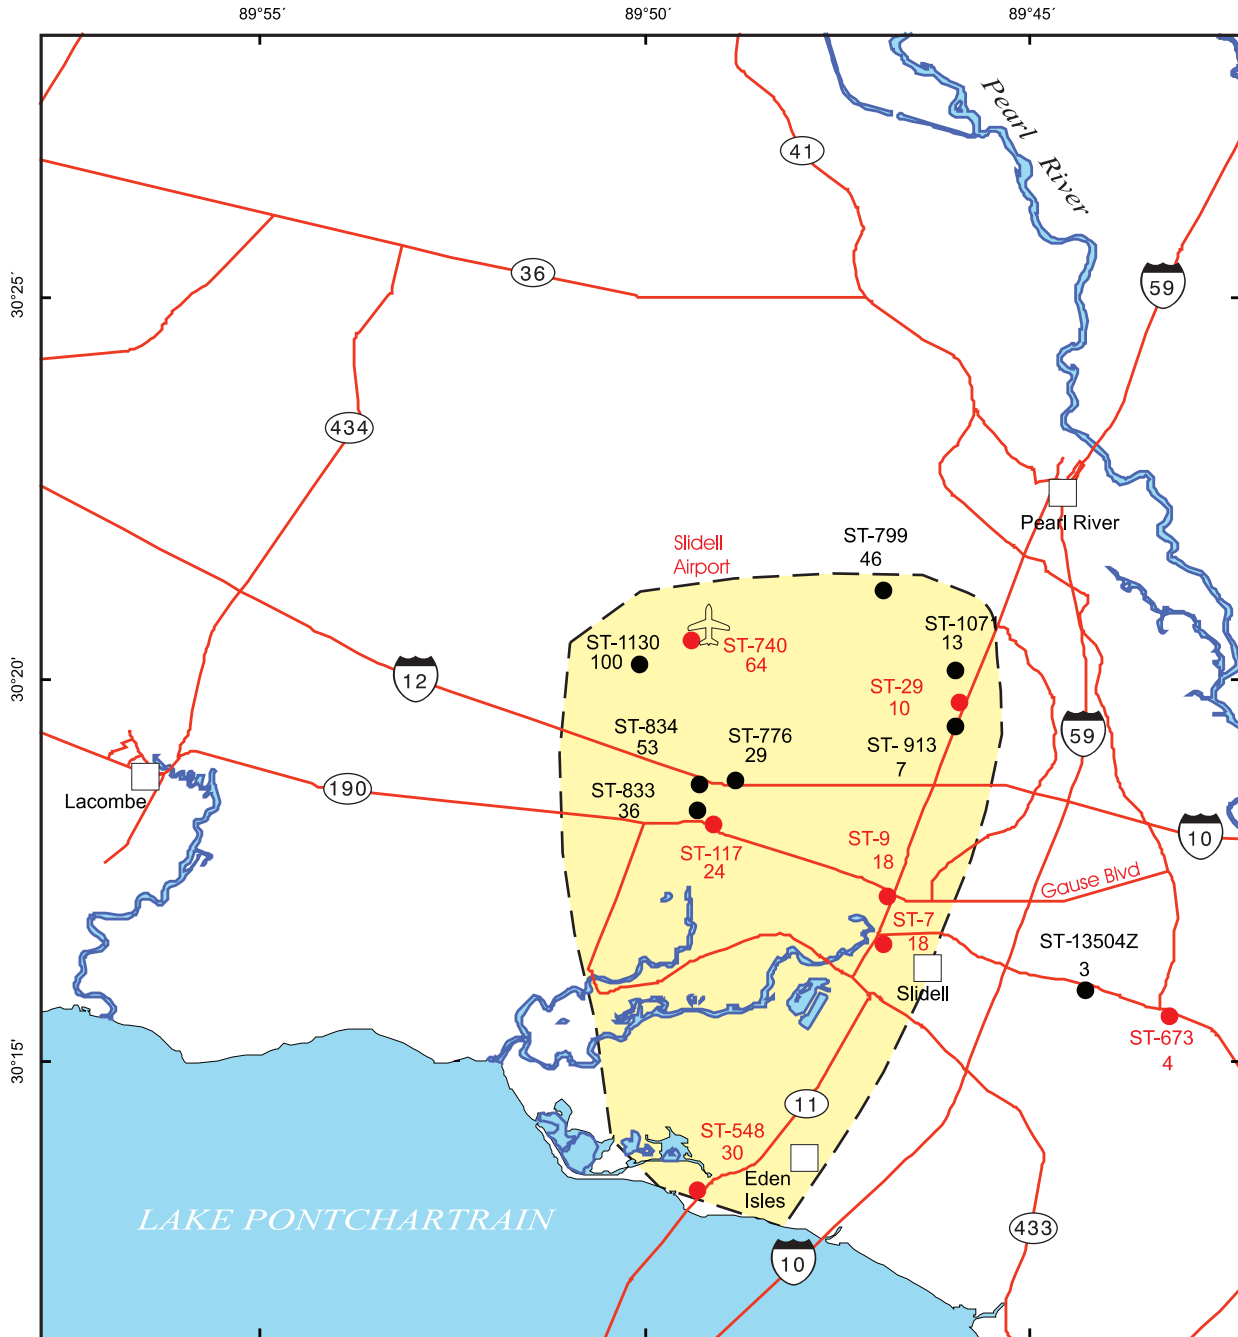 89°55´
89°50´
89°45´
Pearl River
41
36
59
30°25´
434
Pearl River
ST-799
46
Slidell
Airport
ST-1071
13
ST-1130
100
ST-740
64
30°20´
12
ST-29
10
ST-834
53
ST-776
29
ST- 913
7
59
190
Lacombe
ST-833
36
10
ST-117
24
ST-9
18
Gause Blvd
ST-7
18
ST-13504Z
3
Slidell
ST-673
4
30°15´
11
ST-548
30
Eden
Isles
LAKE PONTCHARTRAIN
433
10